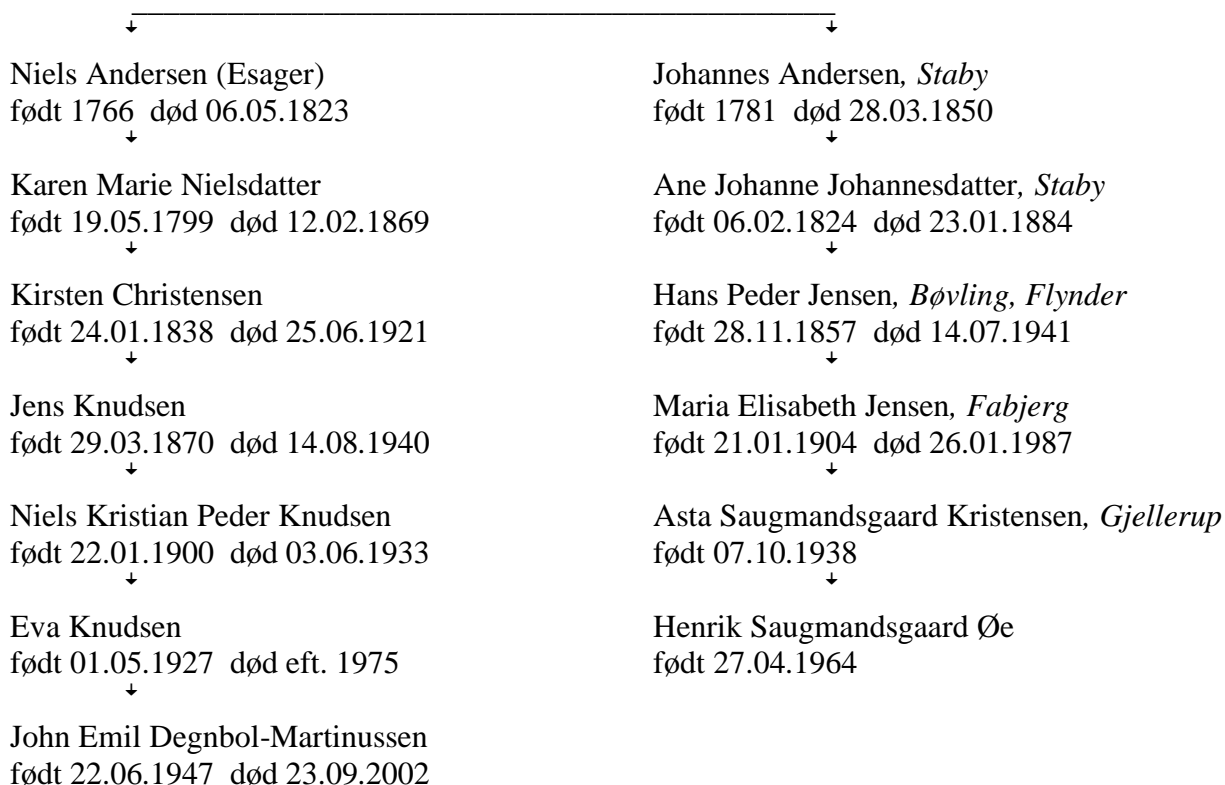 Niels Andersen (Esager)
født 1766 død 06.05.1823
Karen Marie Nielsdatter
født 19.05.1799 død 12.02.1869
Kirsten Christensen
født 24.01.1838 død 25.06.1921
Jens Knudsen
født 29.03.1870 død 14.08.1940
Niels Kristian Peder Knudsen
født 22.01.1900 død 03.06.1933
Eva Knudsen
født 01.05.1927 død eft. 1975
John Emil Degnbol-Martinussen
født 22.06.1947 død 23.09.2002
Johannes Andersen, Staby
født 1781 død 28.03.1850
Ane Johanne Johannesdatter, Staby
født 06.02.1824 død 23.01.1884
Hans Peder Jensen, Bøvling, Flynder
født 28.11.1857 død 14.07.1941
Maria Elisabeth Jensen, Fabjerg
født 21.01.1904 død 26.01.1987
Asta Saugmandsgaard Kristensen, Gjellerup
født 07.10.1938
Henrik Saugmandsgaard Øe
født 27.04.1964